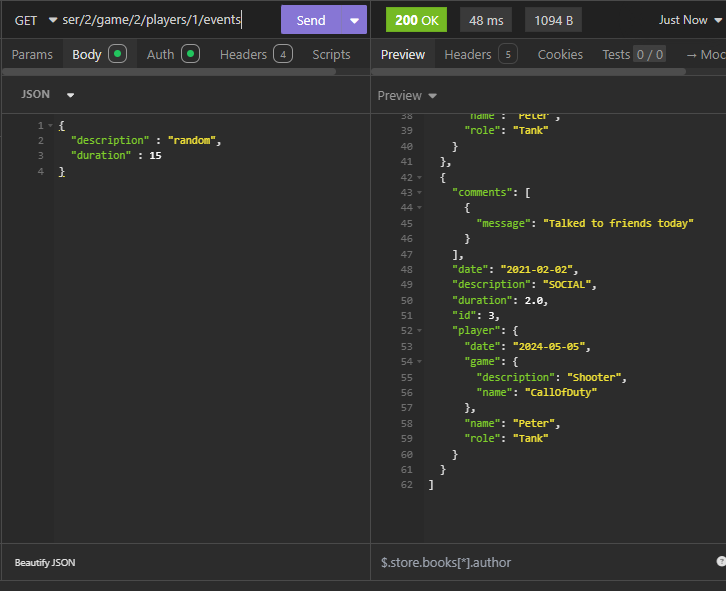 GET ser/2/game/2/players/1/events Send 200 OK 48 ms 1094 B Just Now
Params Body Auth Headers 4 Scripts Preview Headers 5 Cookies Tests 0 / 0 → Moc
JSON
Preview
1 {
2 "description" : "random",
3 "duration" : 15
4 }
38 "name": "Peter",
39 "role": "Tank"
40 }
41 },
42 {
43 "comments": [
44 {
45 "message": "Talked to friends today"
46 }
47 ],
48 "date": "2021-02-02",
49 "description": "SOCIAL",
50 "duration": 2.0,
51 "id": 3,
52 "player": {
53 "date": "2024-05-05",
54 "game": {
55 "description": "Shooter",
56 "name": "CallOfDuty"
57 },
58 "name": "Peter",
59 "role": "Tank"
60 }
61 }
62 ]
Beautify JSON
$.store.books[*].author
?